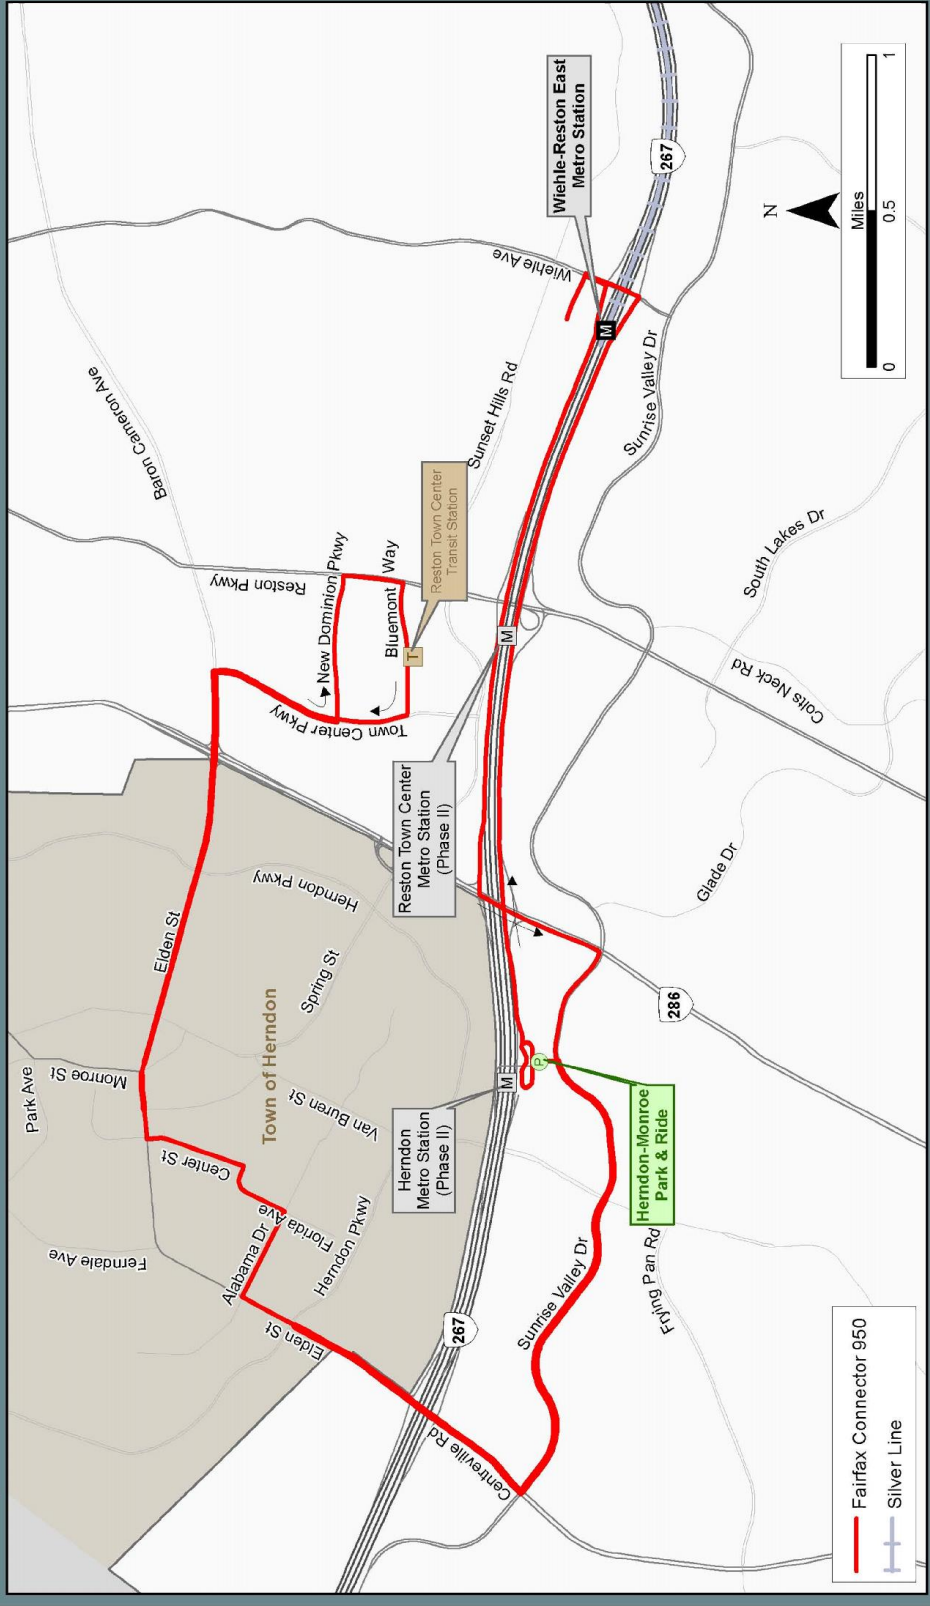 Wiehle-Reston East
Metro Station
267
N
Miles
0
0.5
1
Wiehle Ave
Baron Cameron Ave
Sunset Hills Rd
Sunrise Valley Dr
Reston Pkwy
New Dominion Pkwy
Bluemont Way
Reston Town Center
Transit Station
T
M
M
South Lakes Dr
Colts Neck Rd
Town Center Pkwy
Reston Town Center
Metro Station
(Phase II)
Glade Dr
Herndon Pkwy
Elden St
Spring St
Town of Herndon
286
Monroe St
Park Ave
Van Buren St
Center St
Herndon
Metro Station
(Phase II)
M
P
Herndon-Monroe
Park & Ride
Ferndale Ave
Florida Ave
Alabama Dr
Herndon Pkwy
Elden St
267
Sunrise Valley Dr
Frying Pan Rd
Centreville Rd
Fairfax Connector 950
Silver Line